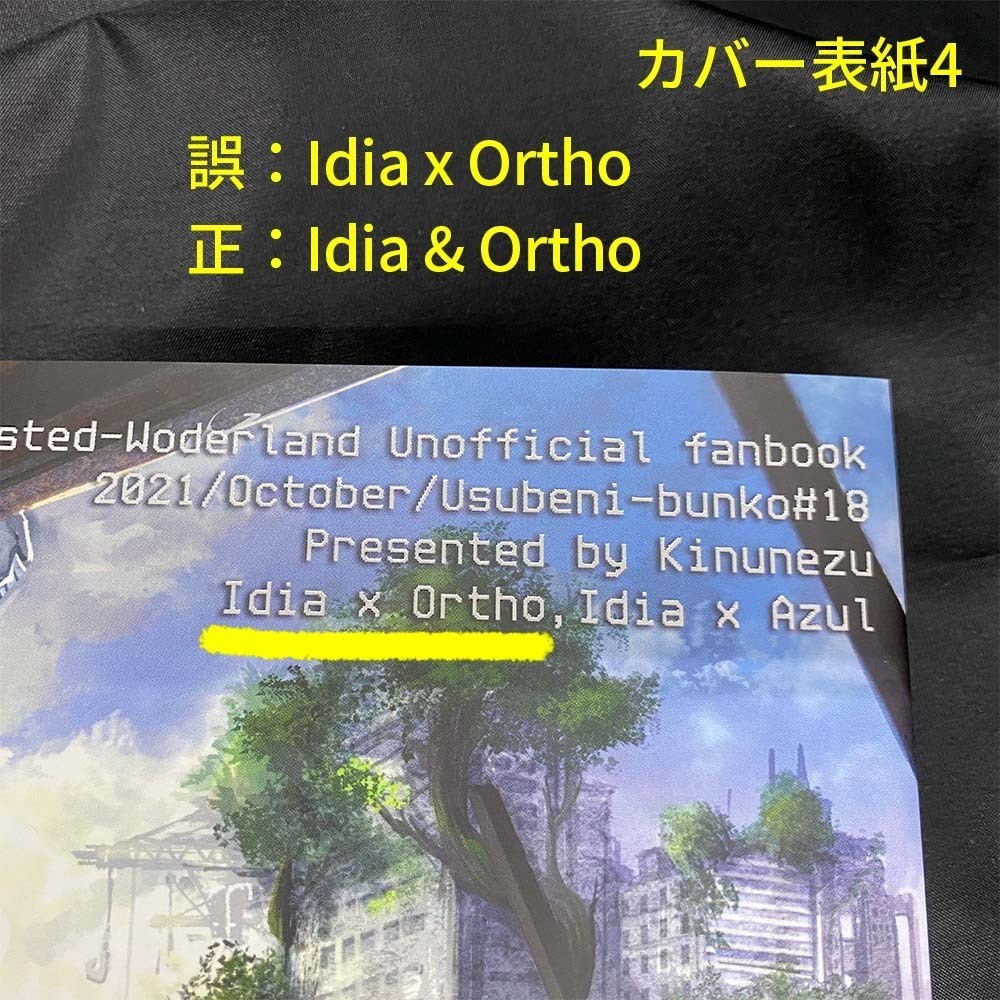 カバー表紙4
誤：Idia x Ortho
正：Idia & Ortho
sted-Woderland Unofficial fanbook
2021/October/Usubeni-bunko#18
Presented by Kinunezu
Idia x Ortho,Idia x Azul